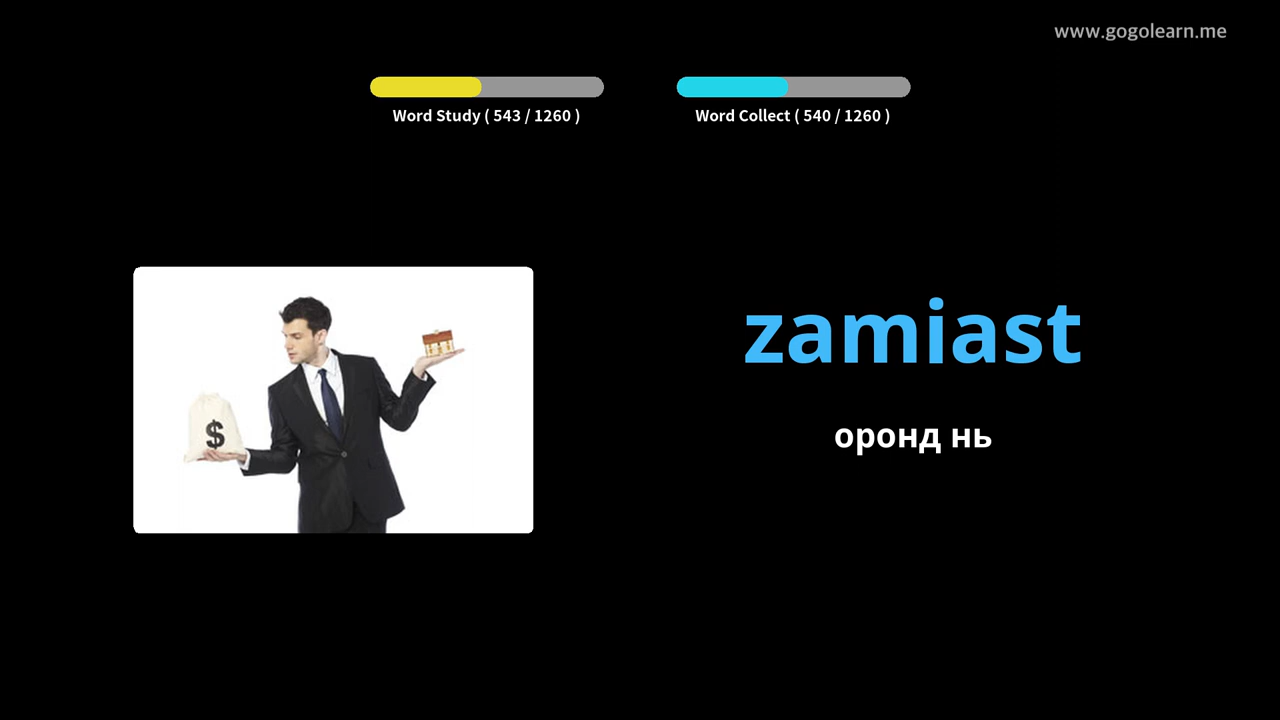 www.gogolearn.me
Word Study ( 543 / 1260 )
Word Collect ( 540 / 1260 )
$
zamiast
оронд нь